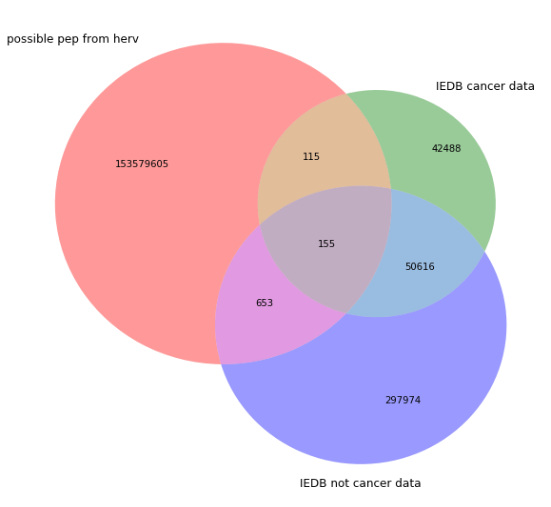 possible pep from herv
IEDB cancer data
42488
115
153579605
155
50616
653
297974
IEDB not cancer data